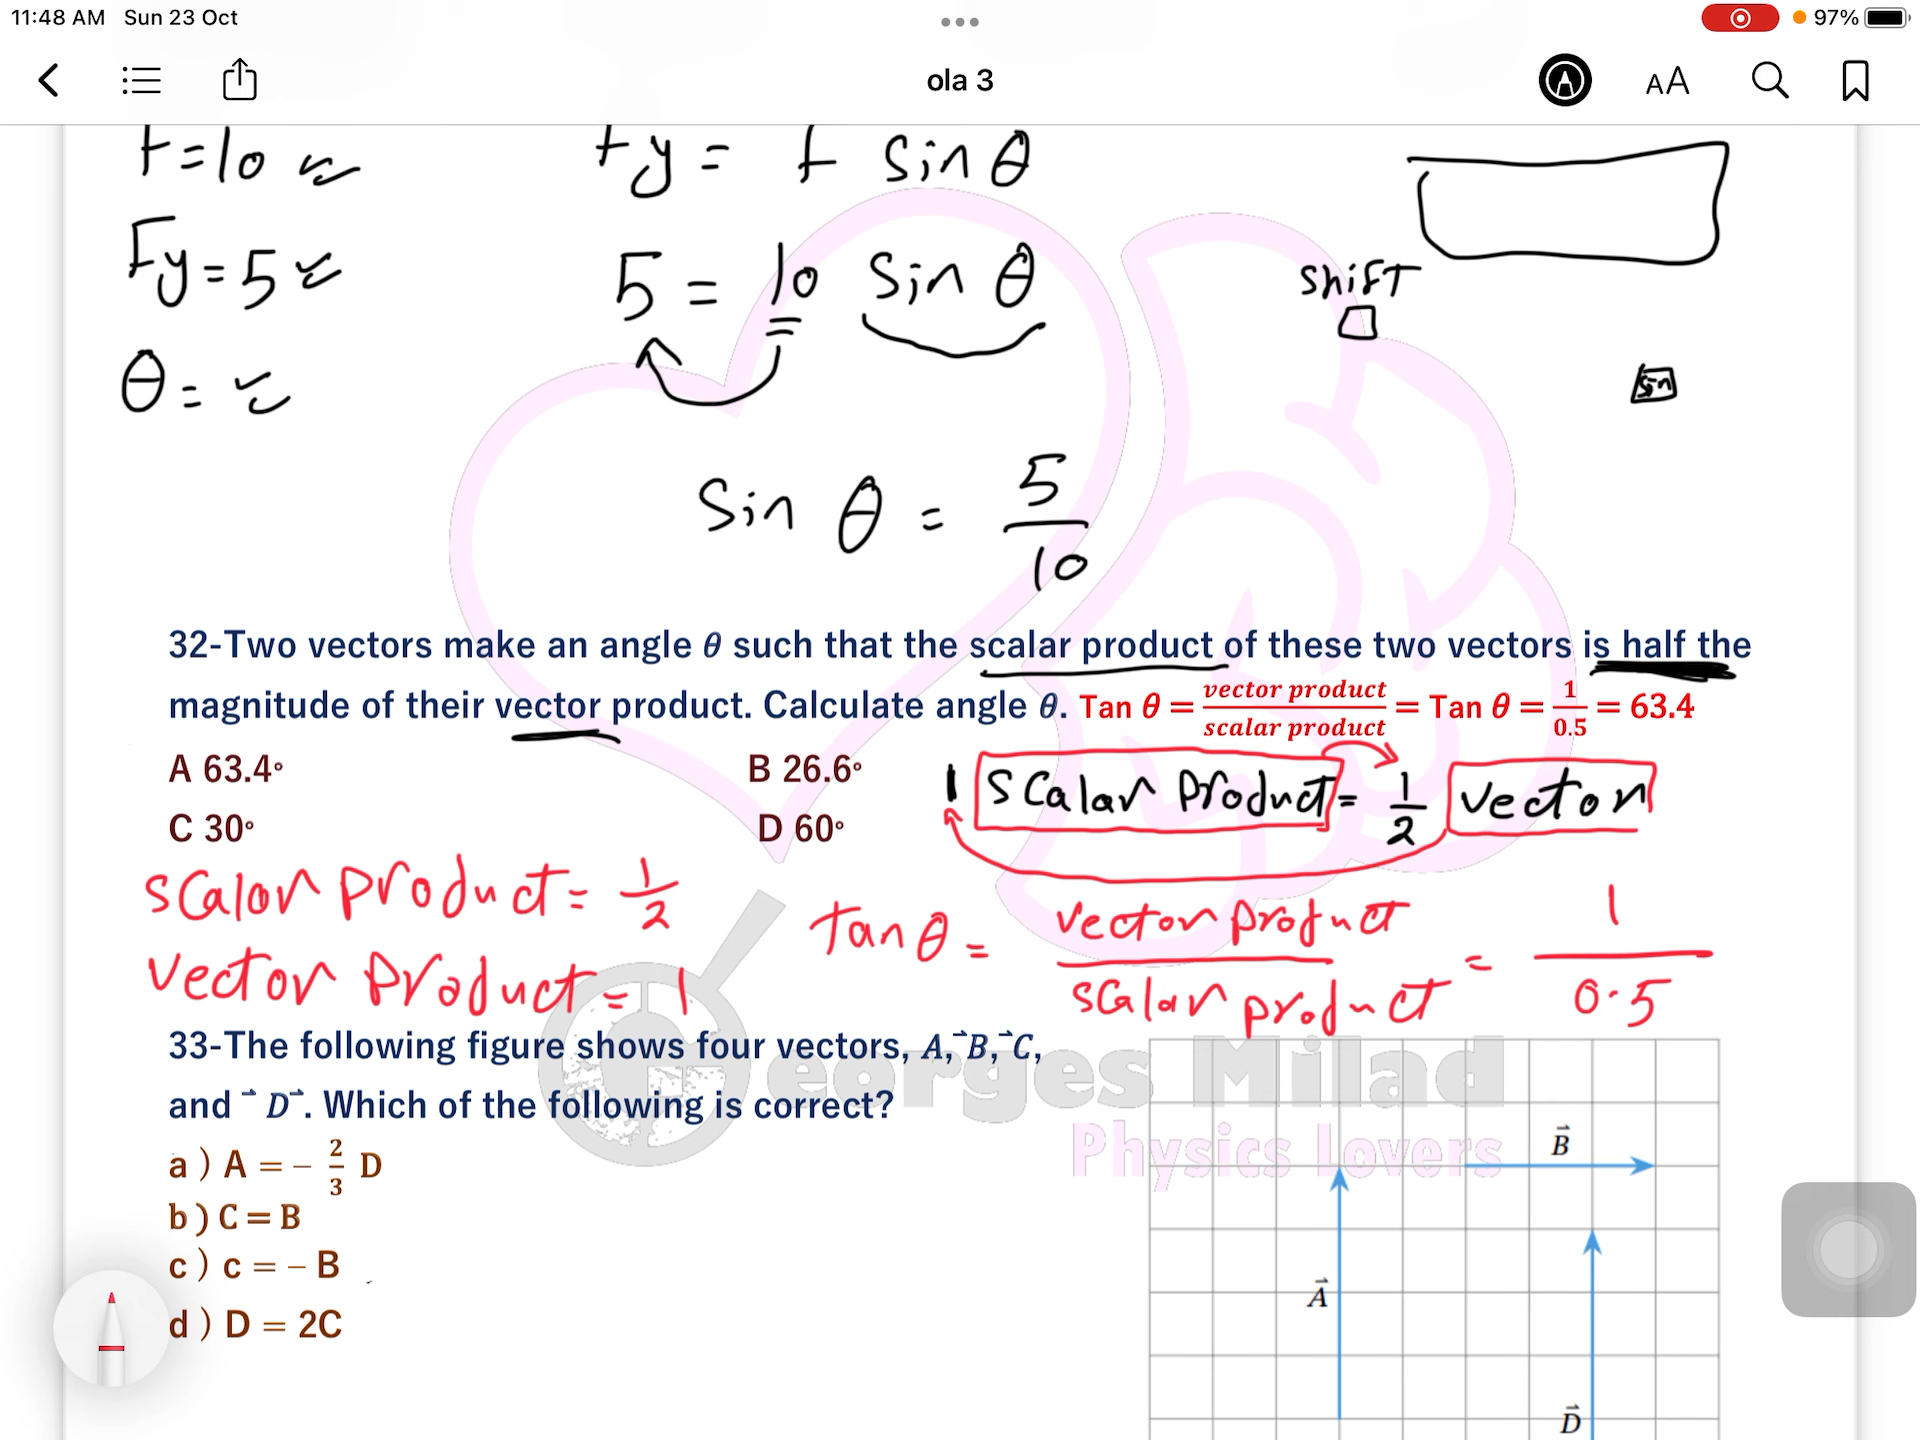 11:48 AM Sun 23 Oct
97%
ola 3
AA
F=10
Fy = F sin θ
Fy=5
5 = 10 sin θ
shift
θ=
sin
sin θ = 5/10
32-Two vectors make an angle θ such that the scalar product of these two vectors is half the
magnitude of their vector product. Calculate angle θ. Tan θ = vector product/scalar product = Tan θ = 1/0.5 = 63.4
A 63.4°
B 26.6°
1 scalar product = 1/2 vector
C 30°
D 60°
scalar product = 1/2
tan θ = vector product/scalar product = 1/0.5
vector product = 1
33-The following figure shows four vectors, A, ⃗B, ⃗C,
and ⃗ D⃗. Which of the following is correct?
Georges Milad
Physics Lovers
a ) A = − 2/3 D
b ) C = B
c ) c = − B
d ) D = 2C
B⃗
A⃗
D⃗